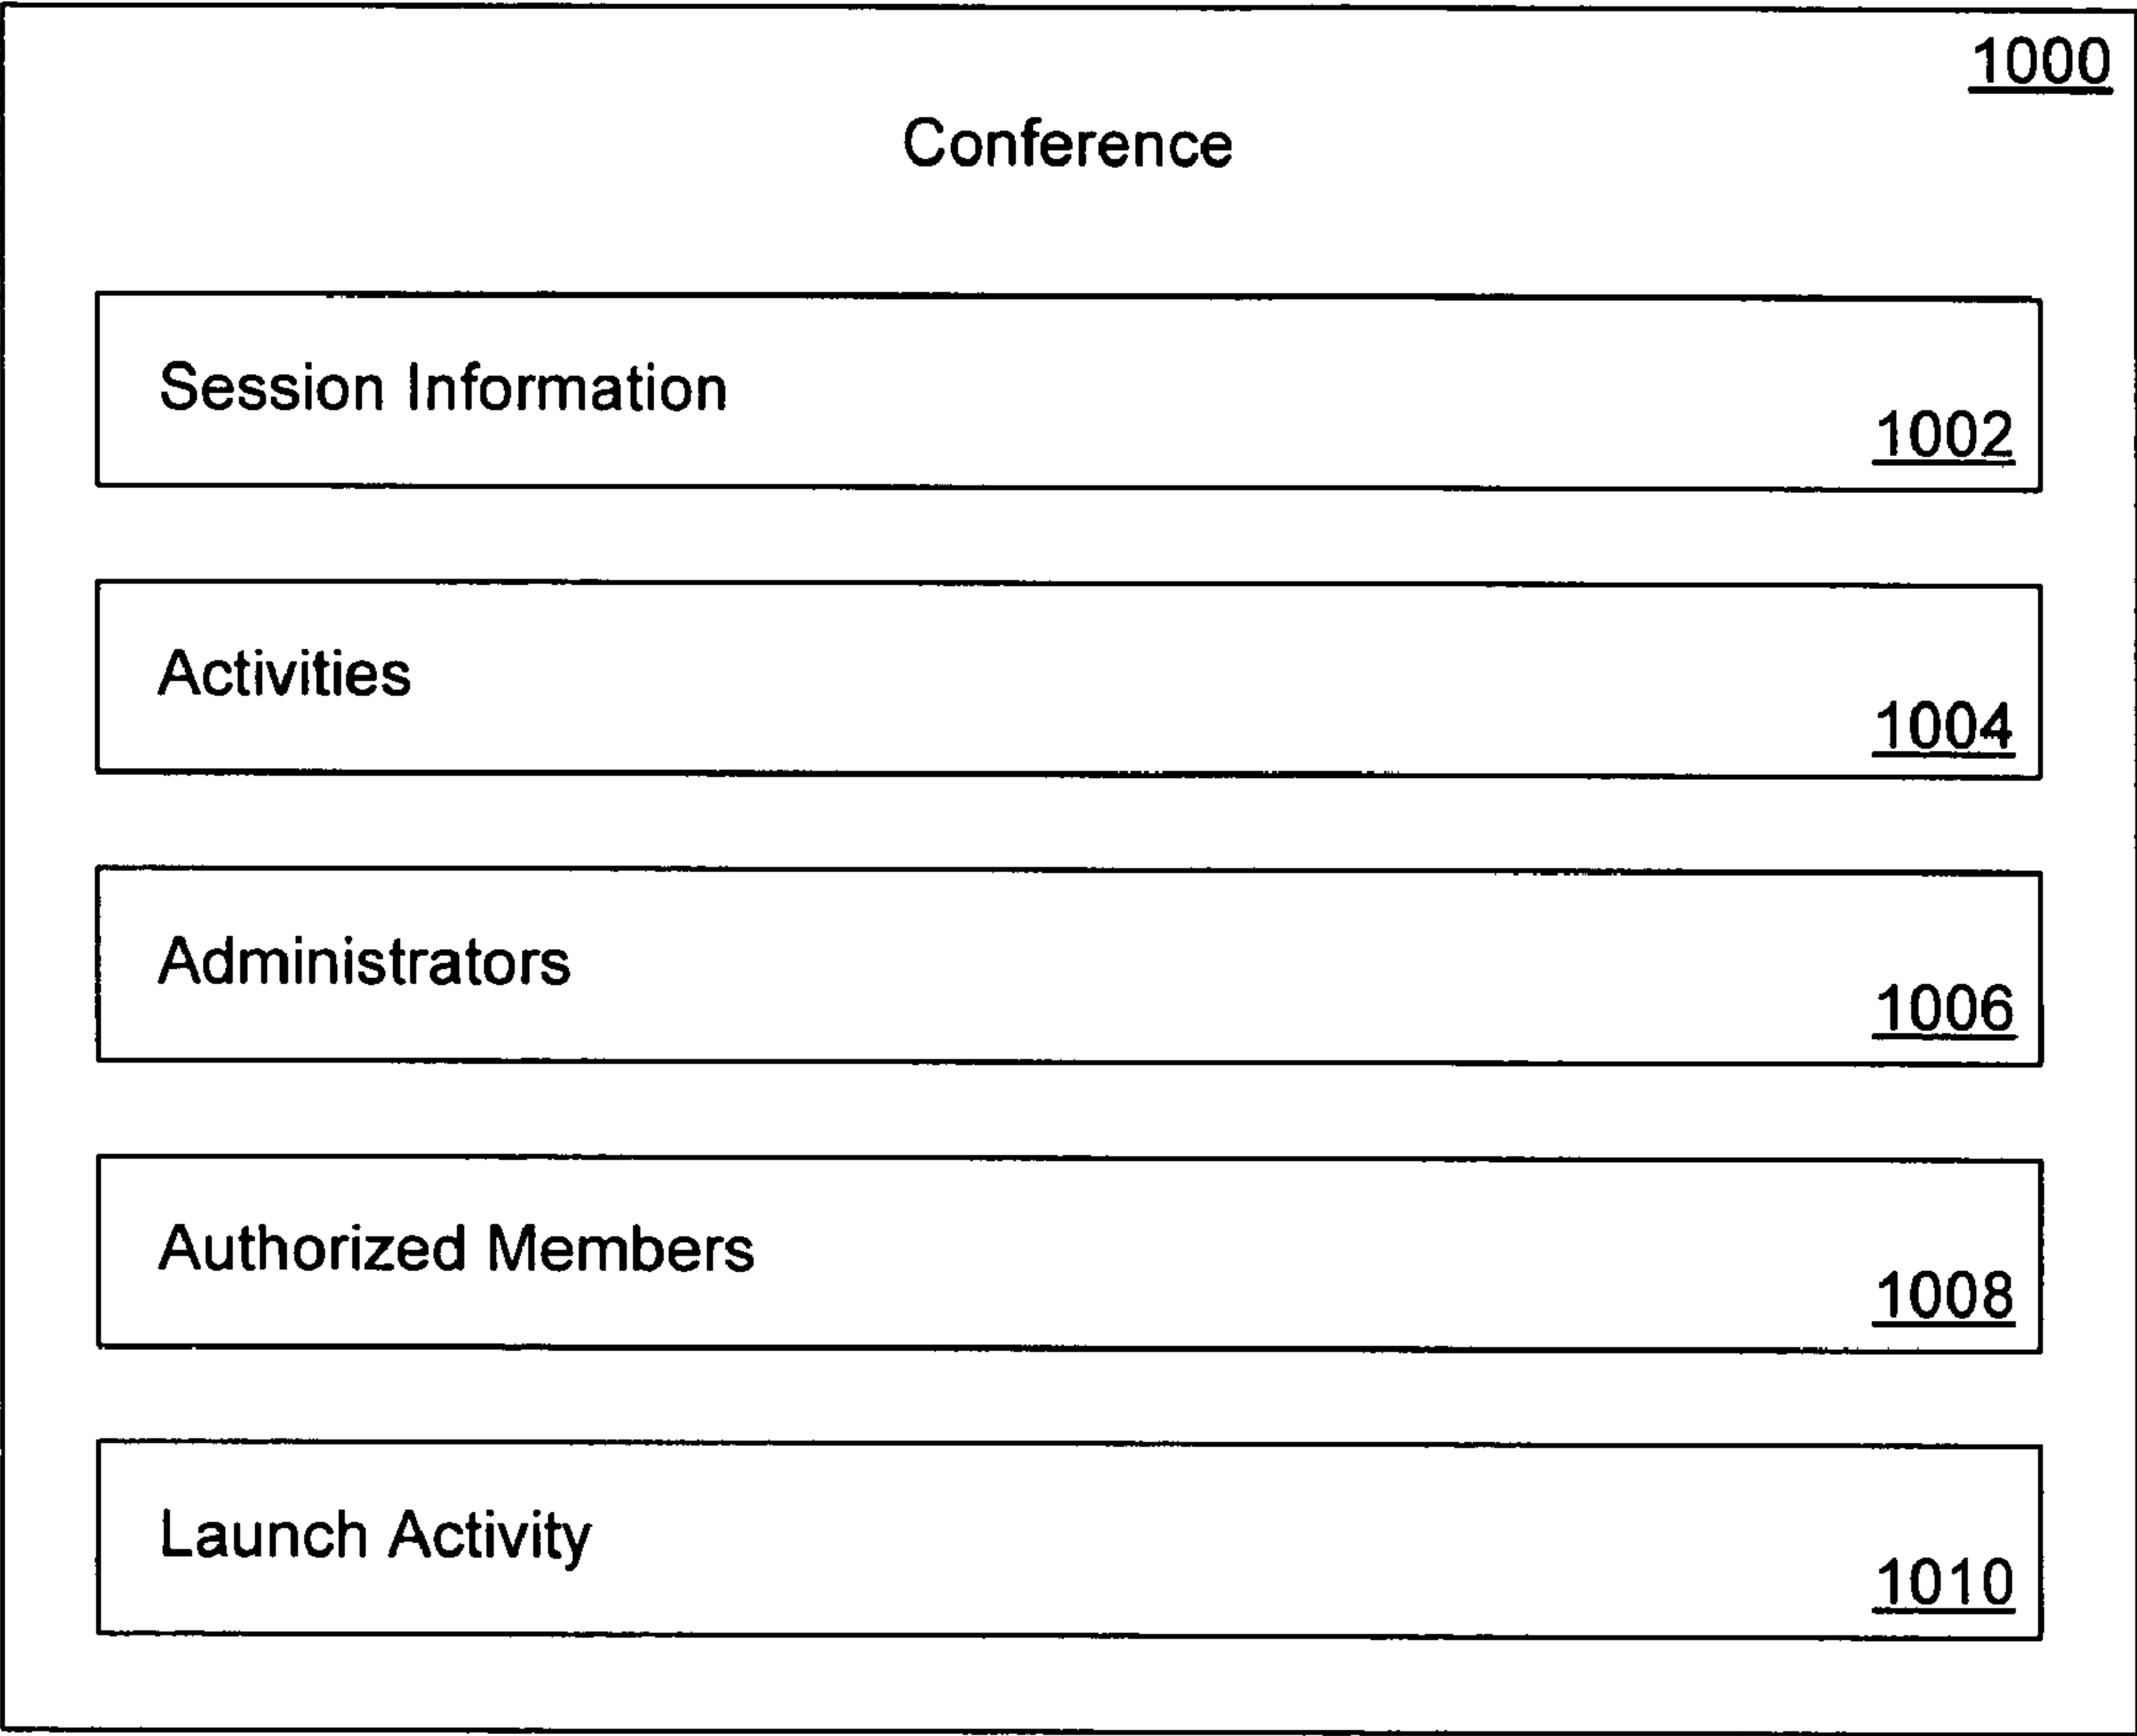 1000
Conference
Session Information
1002
Activities
1004
Administrators
1006
Authorized Members
1008
Launch Activity
1010